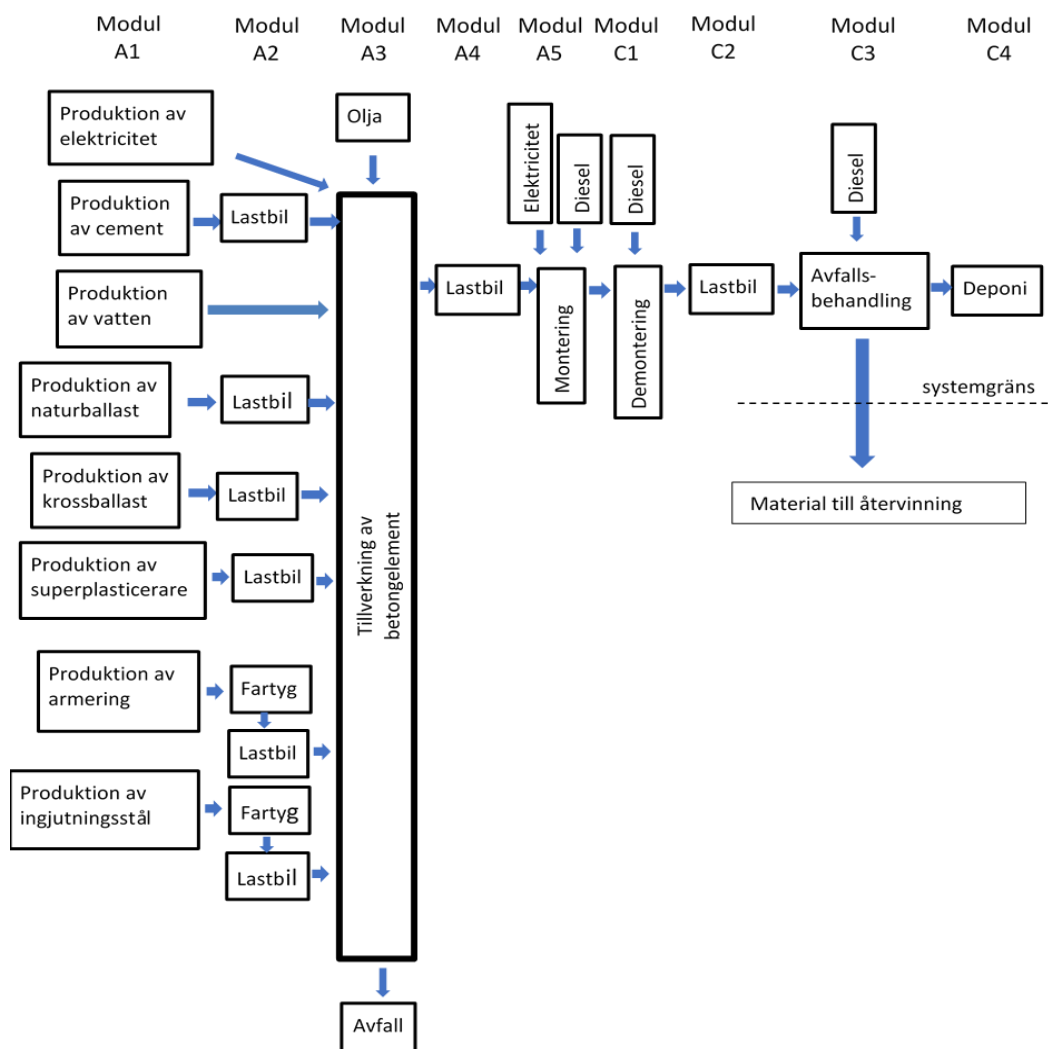 Modul
A1
Modul
A2
Modul
A3
Modul
A4
Modul
A5
Modul
C1
Modul
C2
Modul
C3
Modul
C4
Produktion av
elektricitet
Olja
Elektricitet
Diesel
Diesel
Diesel
Produktion
av cement
Lastbil
Produktion
av vatten
Lastbil
Montering
Demontering
Lastbil
Avfalls-
behandling
Deponi
Produktion av
naturballast
Lastbil
systemgräns
Produktion av
krossballast
Lastbil
Material till återvinning
Produktion av
superplasticerare
Lastbil
Tillverkning av
betongelement
Produktion av
armering
Fartyg
Lastbil
Produktion av
ingjutningsstål
Fartyg
Lastbil
Avfall